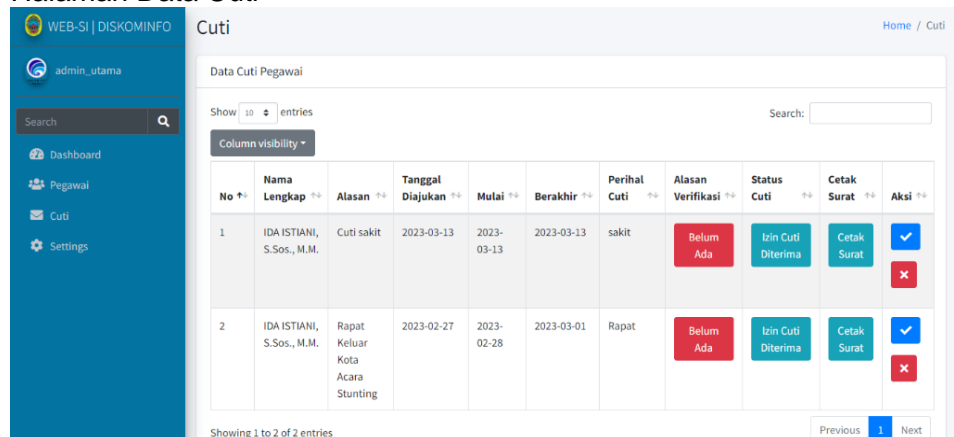 Halaman Data Cuti
WEB-SI | DISKOMINFO
Cuti
Home / Cuti
admin_utama
Search
Dashboard
Pegawai
Cuti
Settings
Data Cuti Pegawai
Show 10 entries
Search:
Column visibility
No
Nama
Lengkap
Alasan
Tanggal
Diajukan
Mulai
Berakhir
Perihal
Cuti
Alasan
Verifikasi
Status
Cuti
Cetak
Surat
Aksi
1
IDA ISTIANI,
S.Sos., M.M.
Cuti sakit
2023-03-13
2023-
03-13
2023-03-13
sakit
Belum
Ada
Izin Cuti
Diterima
Cetak
Surat
2
IDA ISTIANI,
S.Sos., M.M.
Rapat
Keluar
Kota
Acara
Stunting
2023-02-27
2023-
02-28
2023-03-01
Rapat
Belum
Ada
Izin Cuti
Diterima
Cetak
Surat
Showing 1 to 2 of 2 entries
Previous 1 Next